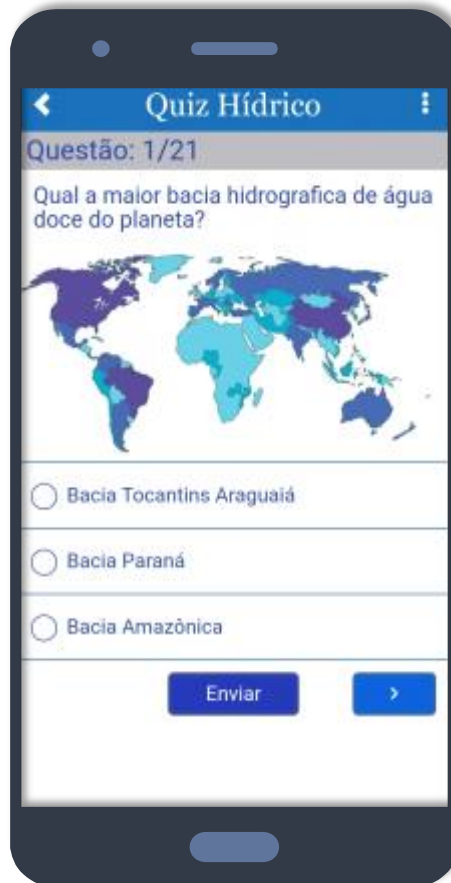 Quiz Hídrico
Questão: 1/21
Qual a maior bacia hidrografica de água
doce do planeta?
Bacia Tocantins Araguaiá
Bacia Paraná
Bacia Amazônica
Enviar